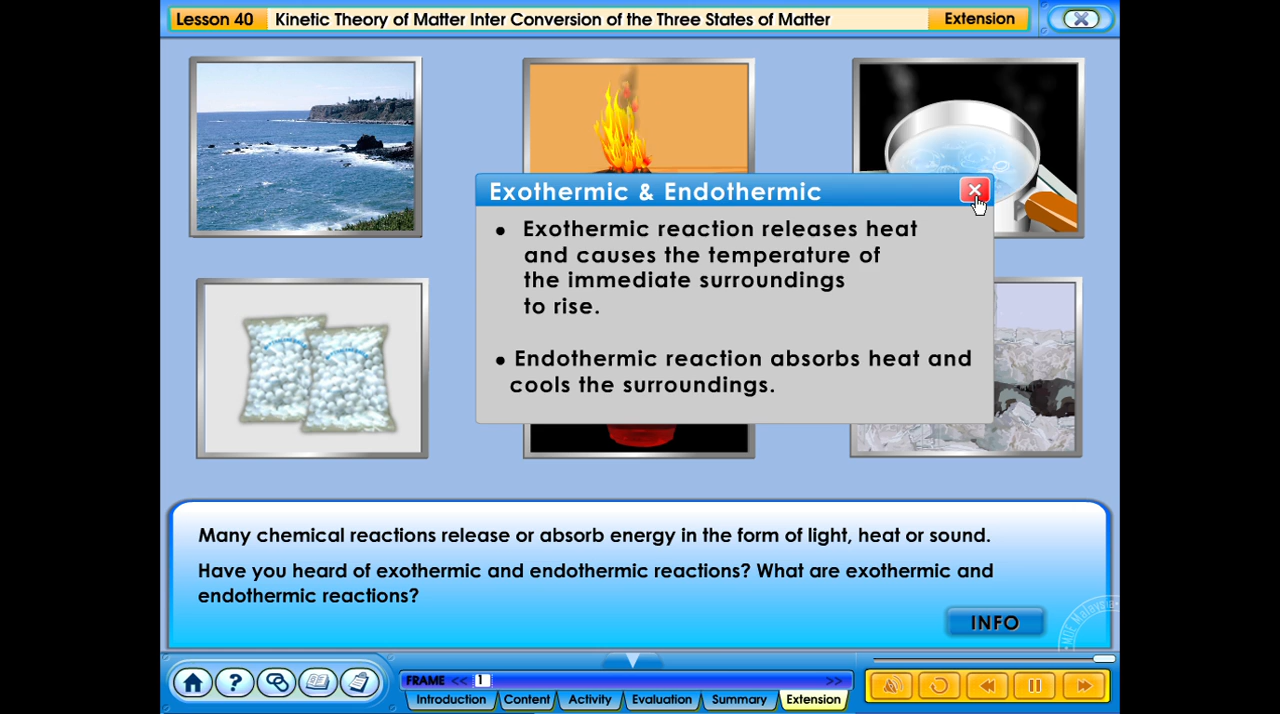 Lesson 40 Kinetic Theory of Matter Inter Conversion of the Three States of Matter Extension
Exothermic & Endothermic
• Exothermic reaction releases heat
and causes the temperature of
the immediate surroundings
to rise.
• Endothermic reaction absorbs heat and
cools the surroundings.
Many chemical reactions release or absorb energy in the form of light, heat or sound.
Have you heard of exothermic and endothermic reactions? What are exothermic and
endothermic reactions?
INFO
MOE Malaysia
FRAME << 1 >>
Introduction Content Activity Evaluation Summary Extension